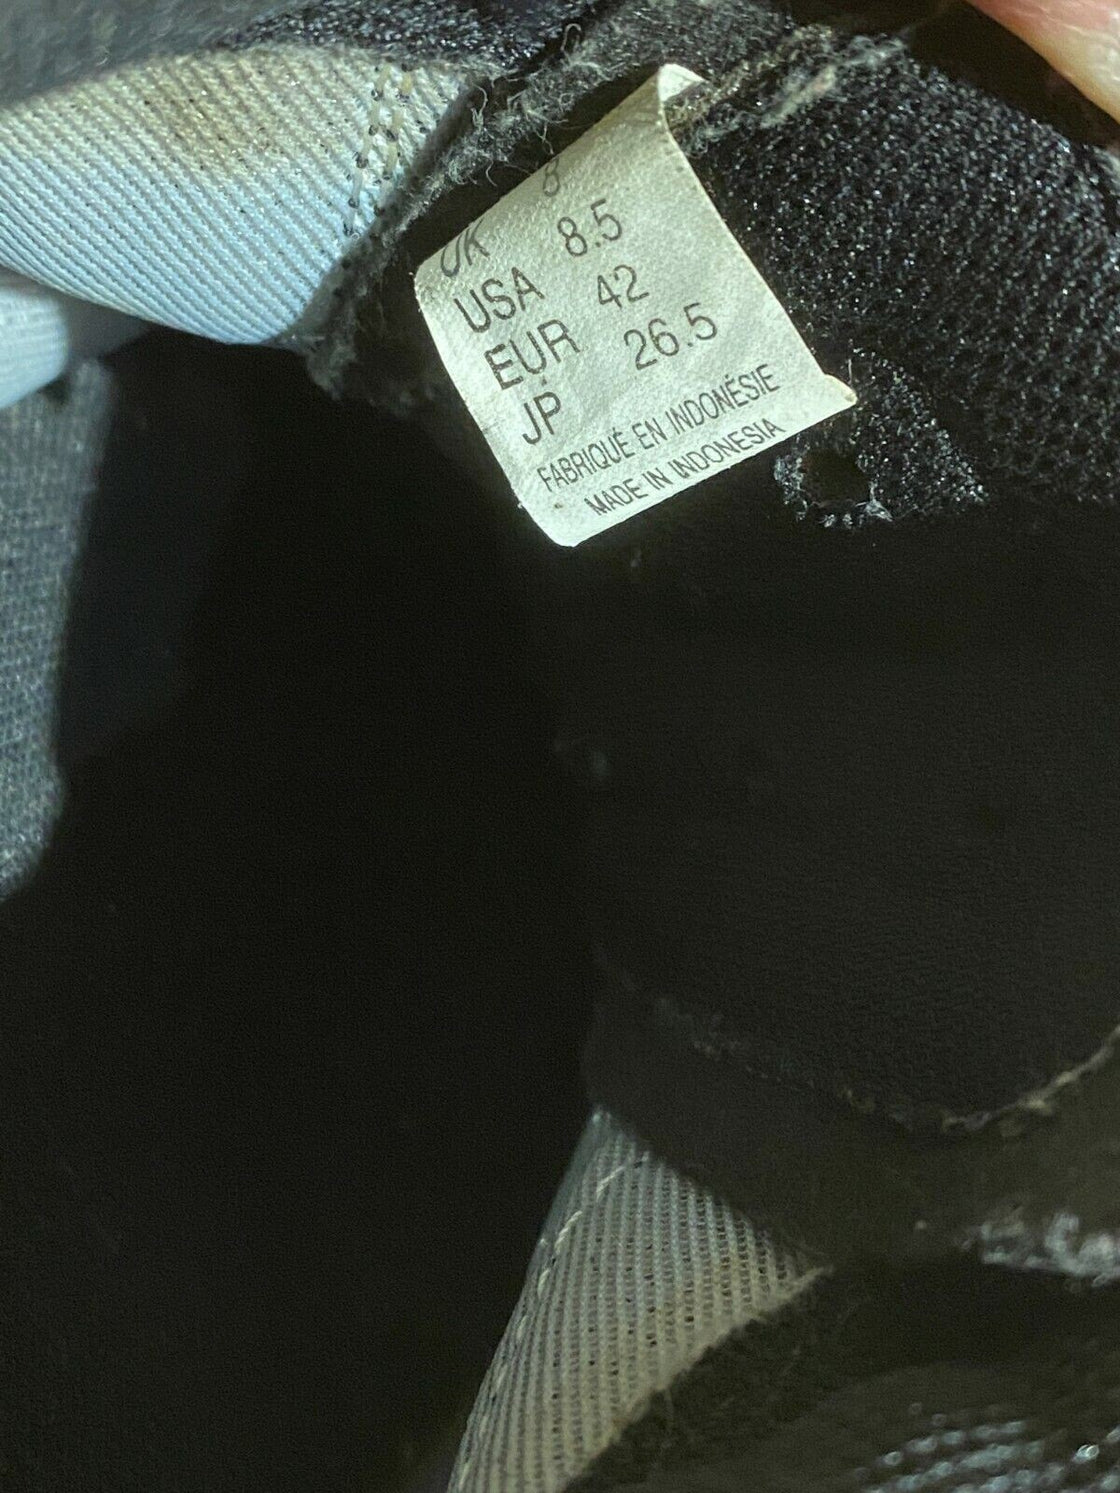 UK 8
USA 8.5
EUR 42
JP 26.5
FABRIQUÉ EN INDONÉSIE
MADE IN INDONESIA